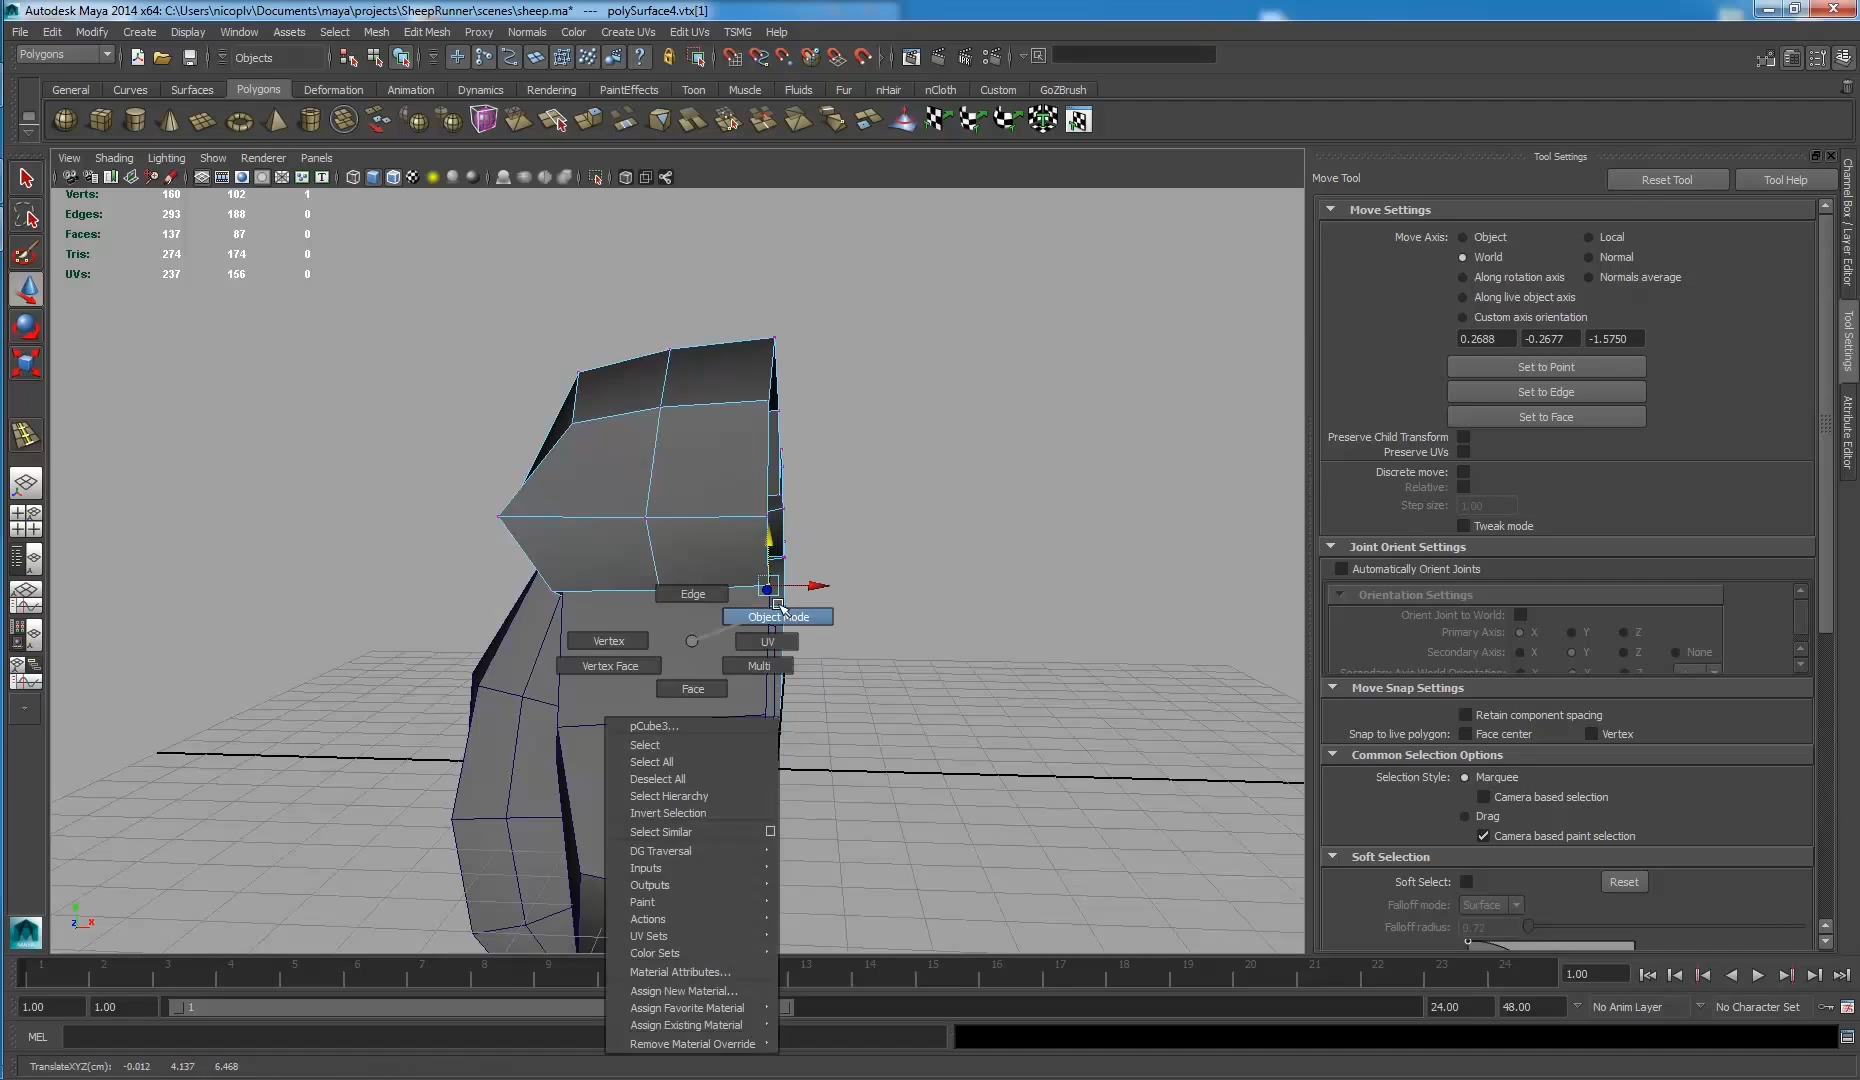 Autodesk Maya 2014 x64: C:\Users\nicoplv\Documents\maya\projects\SheepRunner\scenes\sheep.ma* --- polySurface4.vtx[1]
File Edit Modify Create Display Window Assets Select Mesh Edit Mesh Proxy Normals Color Create UVs Edit UVs TSMG Help
Polygons Objects
General Curves Surfaces Polygons Deformation Animation Dynamics Rendering PaintEffects Toon Muscle Fluids Fur nHair nCloth Custom GoZBrush
View Shading Lighting Show Renderer Panels
Verts: 160 102 1
Edges: 293 188 0
Faces: 137 87 0
Tris: 274 174 0
UVs: 237 156 0
Edge
Object Mode
Vertex UV
Vertex Face Multi
Face
pCube3...
Select
Select All
Deselect All
Select Hierarchy
Invert Selection
Select Similar
DG Traversal
Inputs
Outputs
Paint
Actions
UV Sets
Color Sets
Material Attributes...
Assign New Material...
Assign Favorite Material
Assign Existing Material
Remove Material Override
Tool Settings
Move Tool Reset Tool Tool Help
Move Settings
Move Axis: Object Local
World Normal
Along rotation axis Normals average
Along live object axis
Custom axis orientation
0.2688 -0.2677 -1.5750
Set to Point
Set to Edge
Set to Face
Preserve Child Transform
Preserve UVs
Discrete move:
Relative:
Step size: 1.00
Tweak mode
Joint Orient Settings
Automatically Orient Joints
Orientation Settings
Orient Joint to World:
Primary Axis: X Y Z
Secondary Axis: X Y Z None
Secondary Axis World Orientation:
Move Snap Settings
Retain component spacing
Snap to live polygon: Face center Vertex
Common Selection Options
Selection Style: Marquee
Camera based selection
Drag
Camera based paint selection
Soft Selection
Soft Select: Reset
Falloff mode: Surface
Falloff radius: 0.72
Channel Box / Layer Editor
Tool Settings
Attribute Editor
z x
1 2 3 4 5 6 7 8 9 13 14 15 16 17 18 19 20 21 22 23 24 1.00
1.00 1.00 1 24.00 48.00 No Anim Layer No Character Set
MEL
TranslateXYZ(cm): -0.012 4.137 6.468